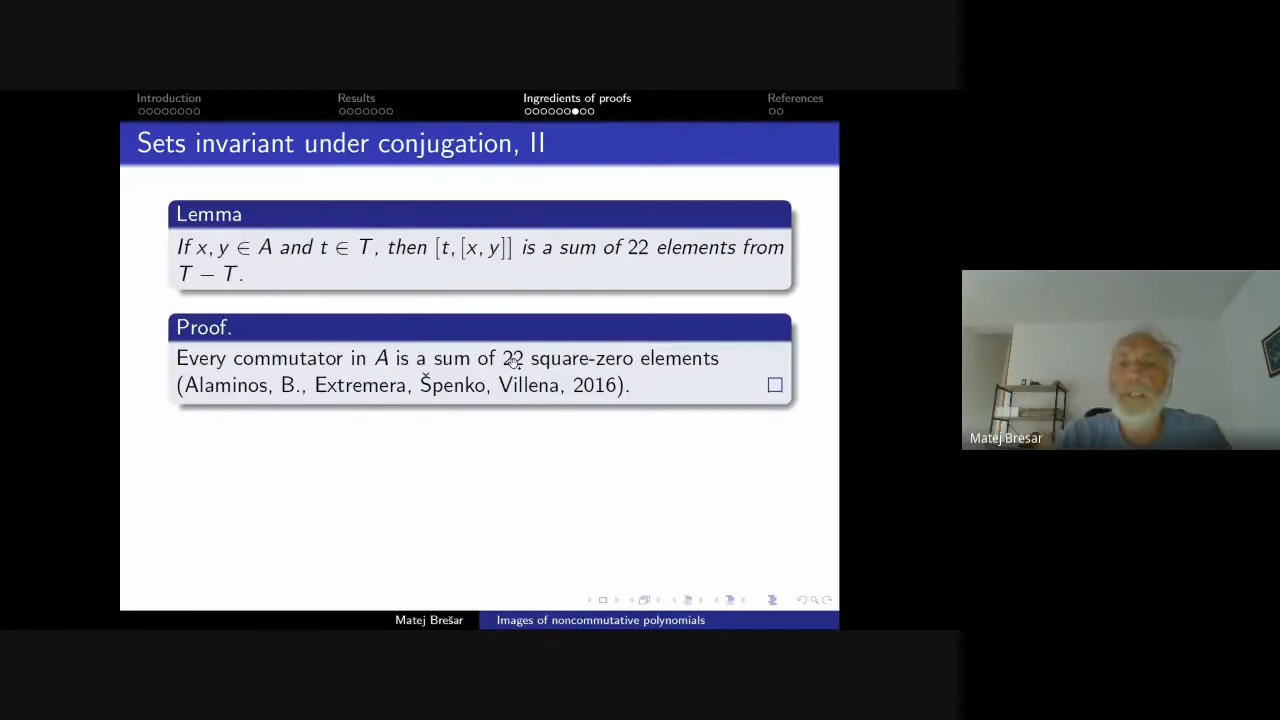 Introduction Results Ingredients of proofs References
Sets invariant under conjugation, II
Lemma
If x, y ∈ A and t ∈ T, then [t, [x, y]] is a sum of 22 elements from
T − T.
Proof.
Every commutator in A is a sum of 22 square-zero elements
(Alaminos, B., Extremera, Špenko, Villena, 2016). □
Matej Bresar
Matej Brešar Images of noncommutative polynomials